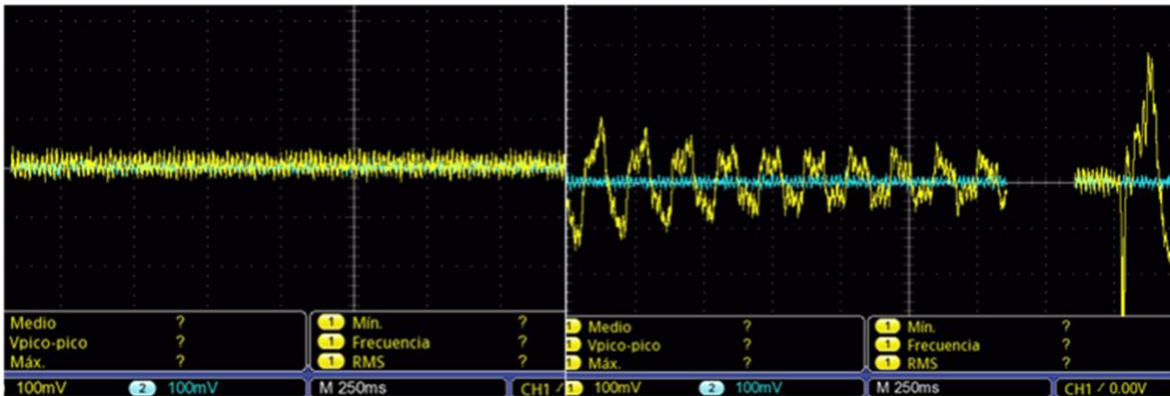 Medio ?
Vpico-pico ?
Máx. ?
1 Mín. ?
1 Frecuencia ?
1 RMS ?
100mV 2 100mV M 250ms CH1 /
1 Medio ?
1 Vpico-pico ?
1 Máx. ?
1 Mín. ?
1 Frecuencia ?
1 RMS ?
1 100mV 2 100mV M 250ms CH1 / 0.00V